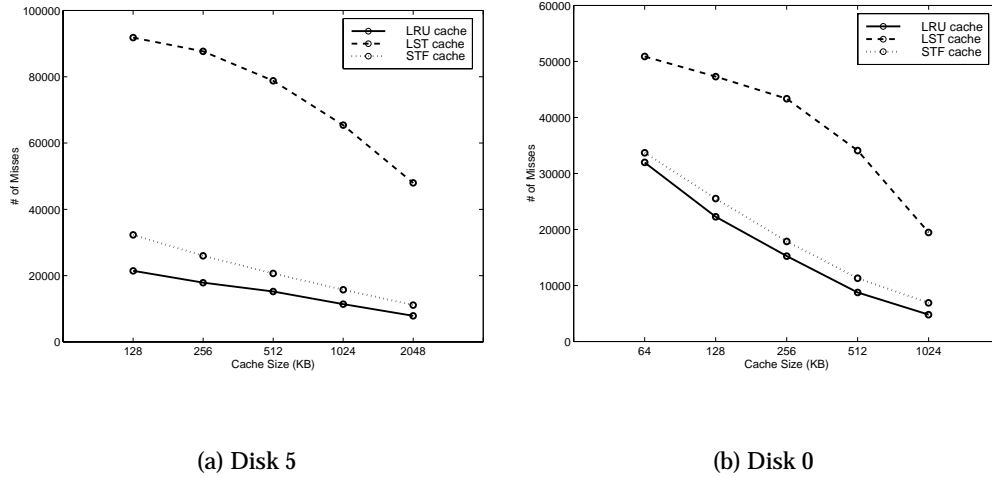 100000
80000
60000
40000
20000
0
# of Misses
128 256 512 1024 2048
Cache Size (KB)
LRU cache
LST cache
STF cache
(a) Disk 5
60000
50000
40000
30000
20000
10000
0
# of Misses
64 128 256 512 1024
Cache Size (KB)
LRU cache
LST cache
STF cache
(b) Disk 0